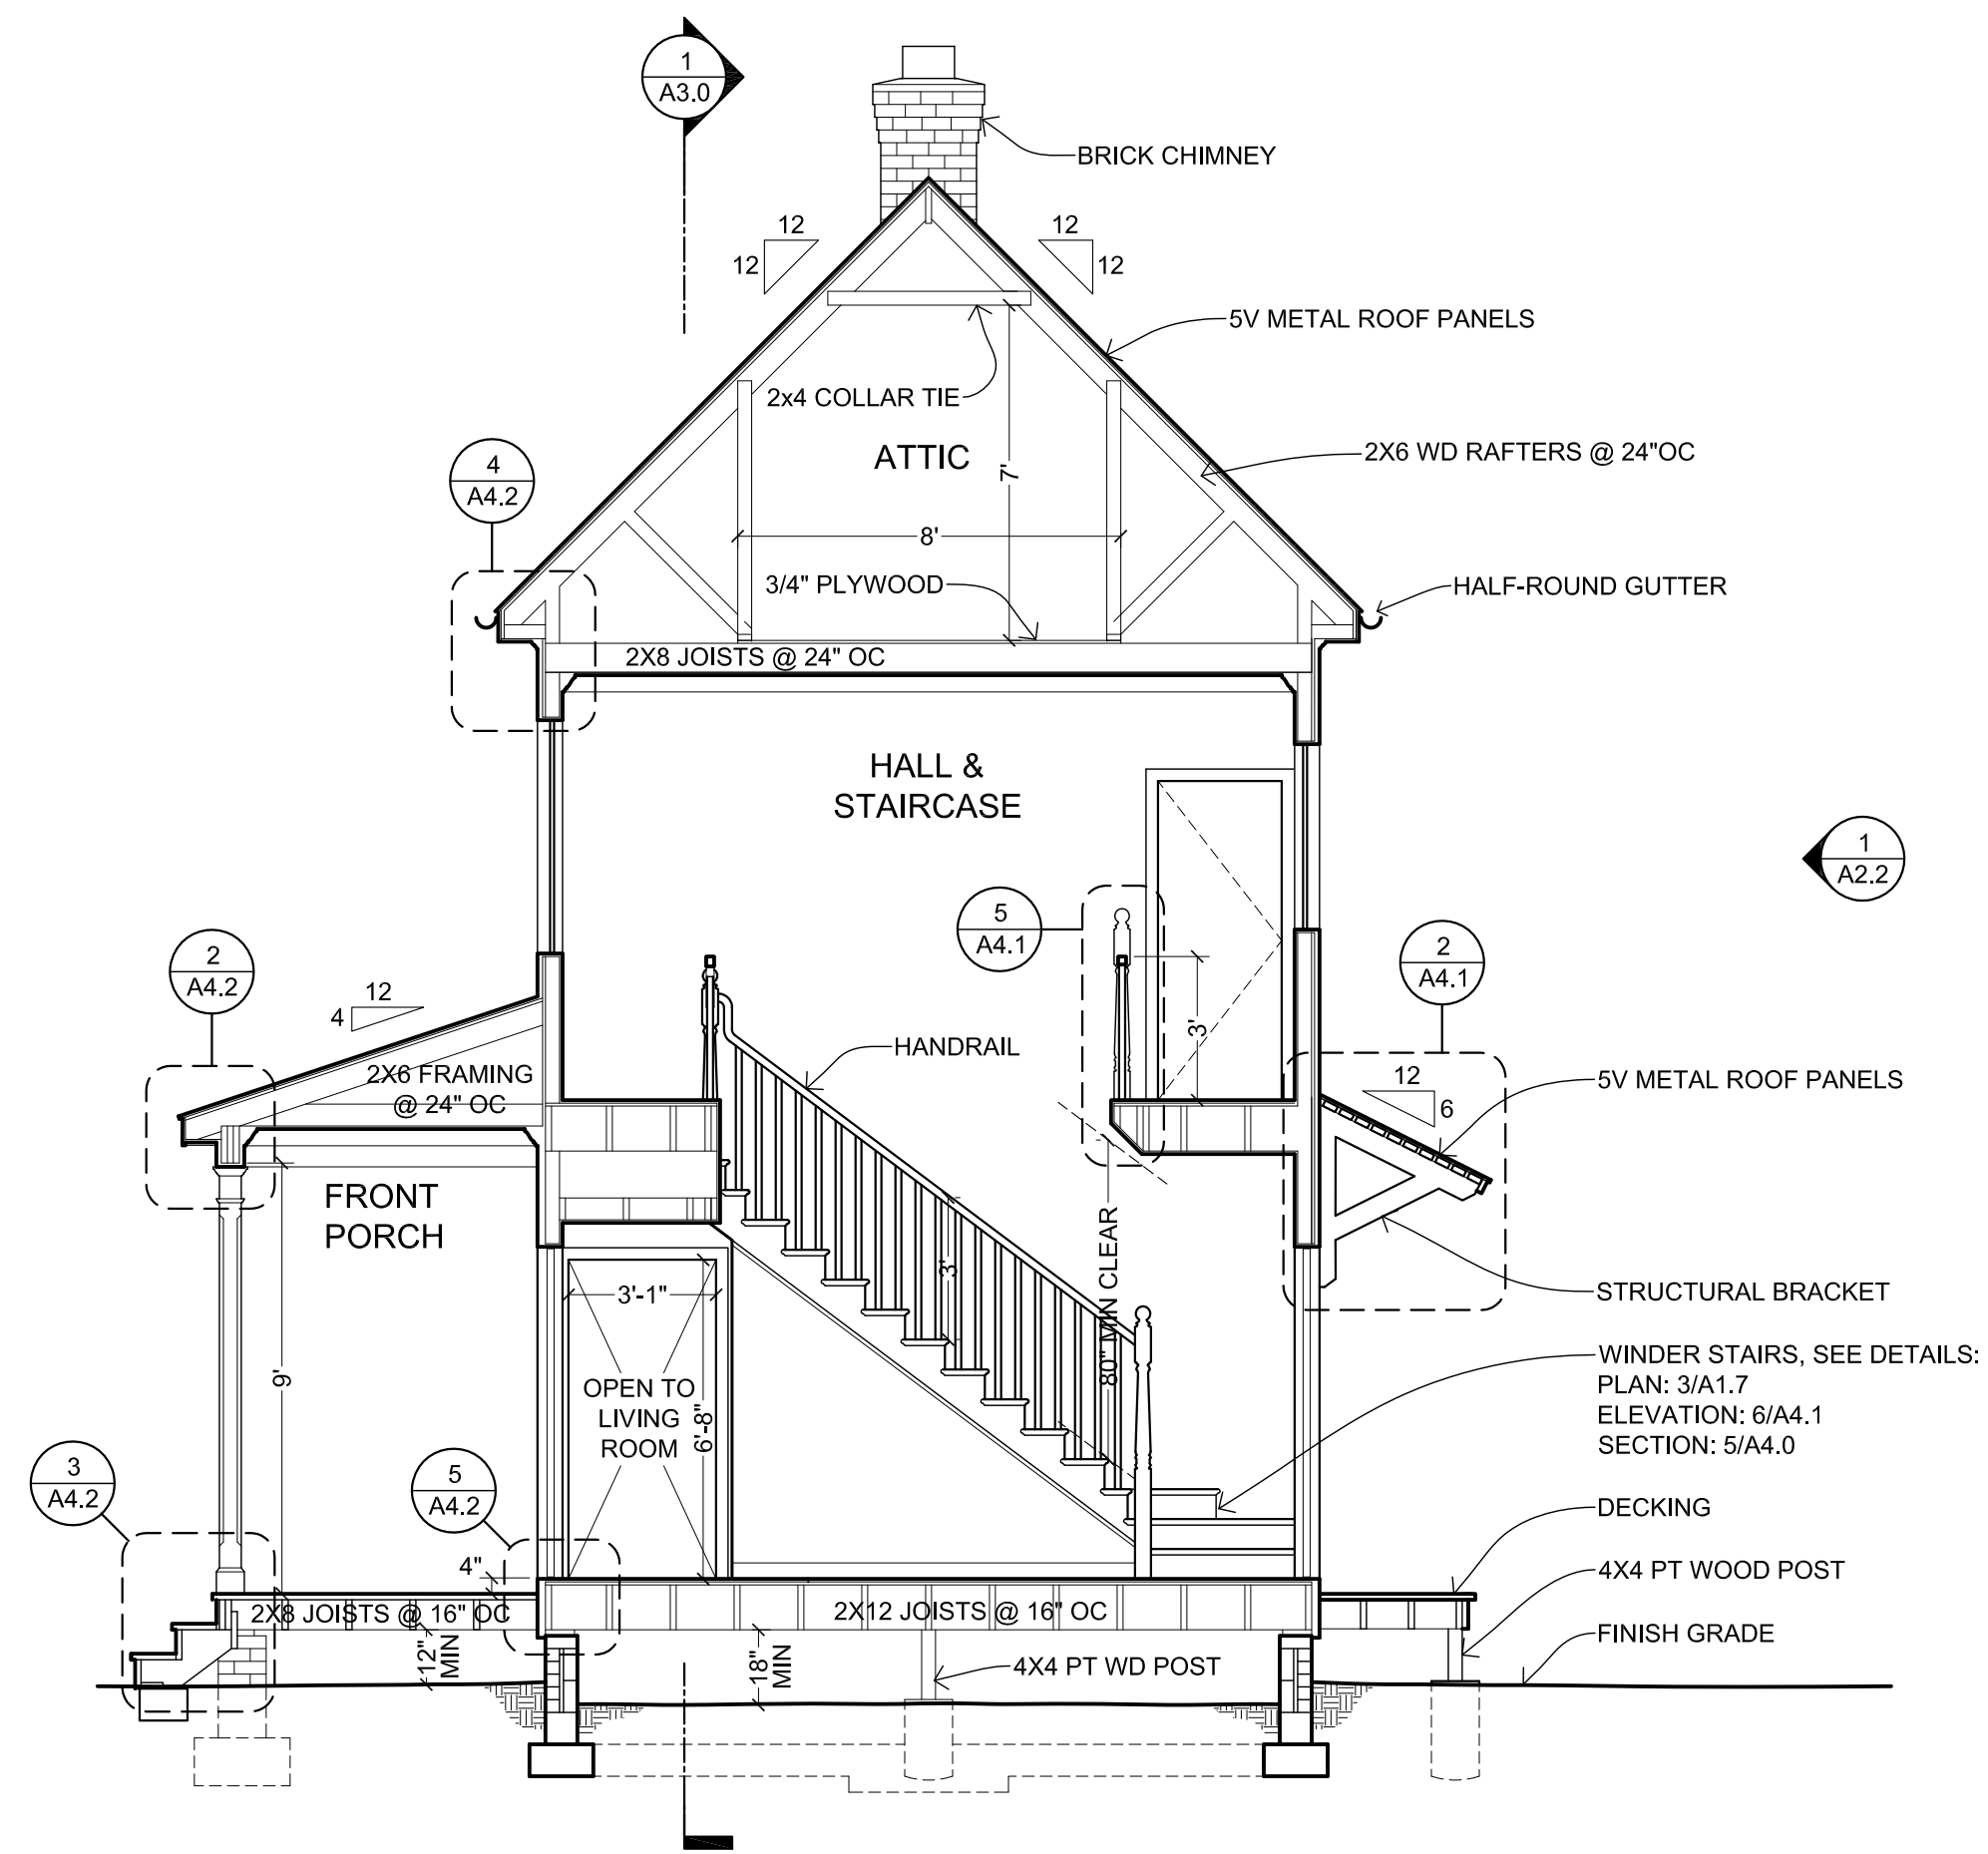 1
A3.0
BRICK CHIMNEY
12
12
12
12
5V METAL ROOF PANELS
2x4 COLLAR TIE
ATTIC
7'
2X6 WD RAFTERS @ 24"OC
4
A4.2
8'
3/4" PLYWOOD
HALF-ROUND GUTTER
2X8 JOISTS @ 24" OC
HALL &
STAIRCASE
1
A2.2
5
A4.1
2
A4.2
2
A4.1
12
4
3'
HANDRAIL
2X6 FRAMING
@ 24" OC
12
6
5V METAL ROOF PANELS
FRONT
PORCH
3'
80" MIN CLEAR
3'-1"
STRUCTURAL BRACKET
9'
OPEN TO
LIVING
ROOM
6'-8"
WINDER STAIRS, SEE DETAILS:
PLAN: 3/A1.7
ELEVATION: 6/A4.1
SECTION: 5/A4.0
3
A4.2
5
A4.2
4"
DECKING
4X4 PT WOOD POST
2X8 JOISTS @ 16" OC
2X12 JOISTS @ 16" OC
FINISH GRADE
12"
MIN
18"
MIN
4X4 PT WD POST